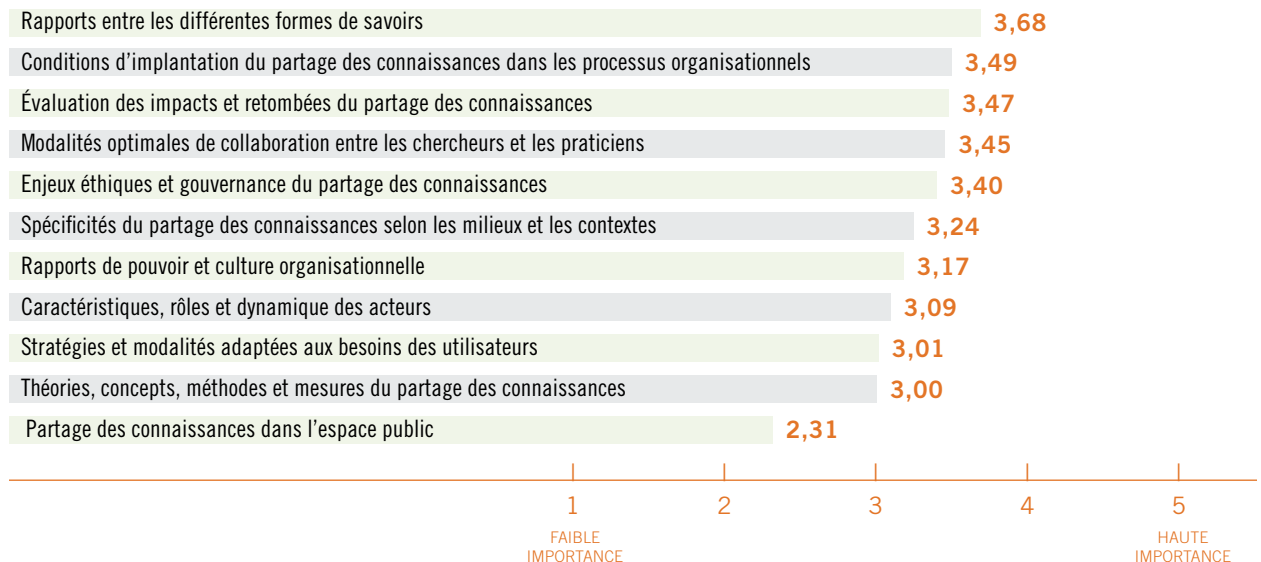 Rapports entre les différentes formes de savoirs 3,68
Conditions d'implantation du partage des connaissances dans les processus organisationnels 3,49
Évaluation des impacts et retombées du partage des connaissances 3,47
Modalités optimales de collaboration entre les chercheurs et les praticiens 3,45
Enjeux éthiques et gouvernance du partage des connaissances 3,40
Spécificités du partage des connaissances selon les milieux et les contextes 3,24
Rapports de pouvoir et culture organisationnelle 3,17
Caractéristiques, rôles et dynamique des acteurs 3,09
Stratégies et modalités adaptées aux besoins des utilisateurs 3,01
Théories, concepts, méthodes et mesures du partage des connaissances 3,00
Partage des connaissances dans l'espace public 2,31
1 2 3 4 5
FAIBLE HAUTE
IMPORTANCE IMPORTANCE